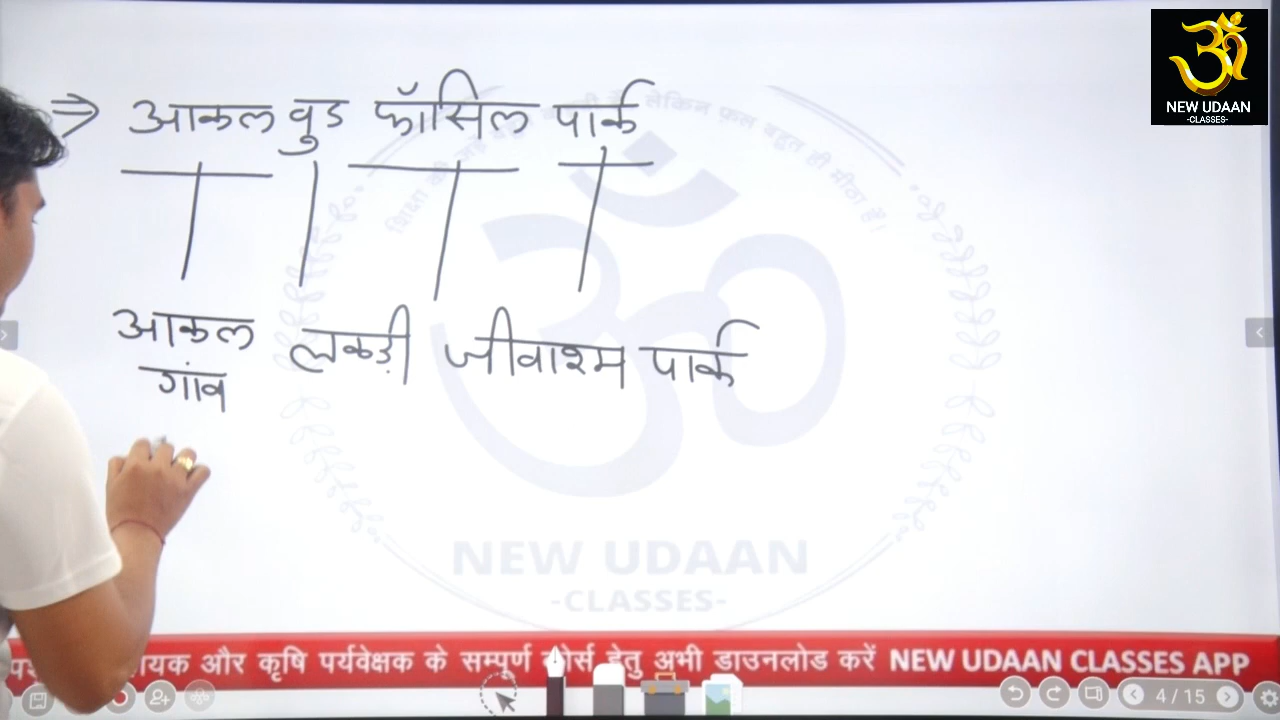 NEW UDAAN
-CLASSES-
⇒ आकल वुड फॉसिल पार्क
आकल लकड़ी जीवाश्म पार्क
गांव
NEW UDAAN
-CLASSES-
और कृषि पर्यवेक्षक के सम्पूर्ण कोर्स हेतु अभी डाउनलोड करें NEW UDAAN CLASSES APP
4 / 15